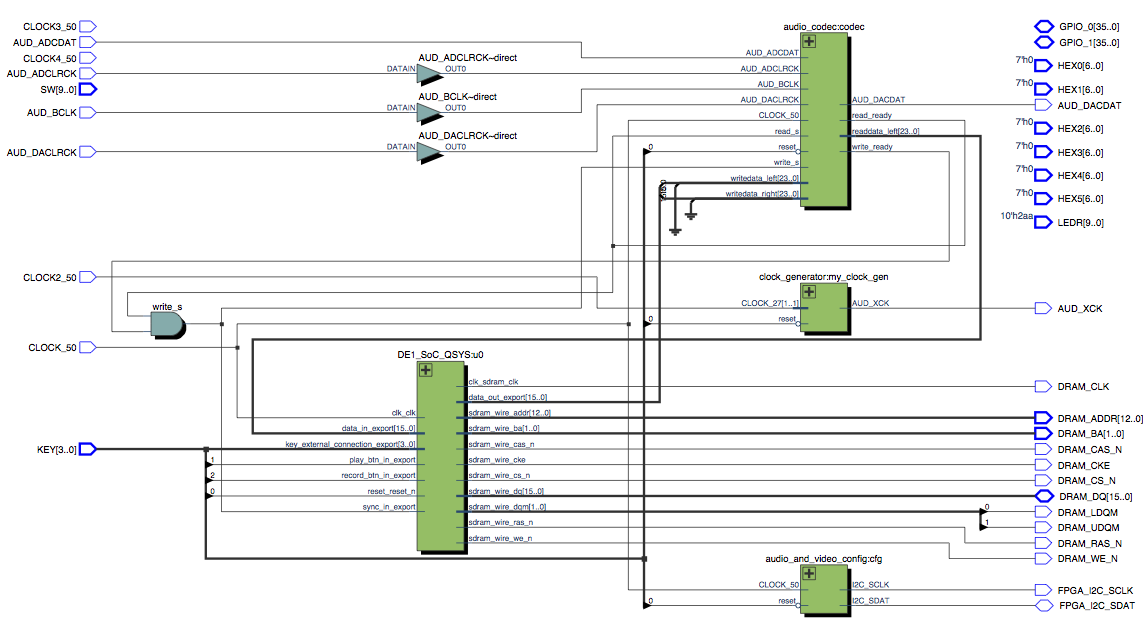 CLOCK3_50
AUD_ADCDAT
CLOCK4_50
AUD_ADCLRCK
SW[9..0]
AUD_BCLK
AUD_DACLRCK
AUD_ADCLRCK~direct
DATAIN OUT0
AUD_BCLK~direct
DATAIN OUT0
AUD_DACLRCK~direct
DATAIN OUT0
audio_codec:codec
AUD_ADCDAT
AUD_ADCLRCK
AUD_BCLK
AUD_DACLRCK
CLOCK_50
read_s
0 reset
write_s
writedata_left[23..0]
writedata_right[23..0]
AUD_DACDAT
read_ready
readdata_left[23..0]
write_ready
GPIO_0[35..0]
GPIO_1[35..0]
7'h0 HEX0[6..0]
7'h0 HEX1[6..0]
AUD_DACDAT
7'h0 HEX2[6..0]
7'h0 HEX3[6..0]
7'h0 HEX4[6..0]
7'h0 HEX5[6..0]
10'h2aa LEDR[9..0]
CLOCK2_50
write_s
CLOCK_50
clock_generator:my_clock_gen
CLOCK_27[1..1]
0 reset
AUD_XCK
AUD_XCK
DE1_SoC_QSYS:u0
clk_clk
data_in_export[15..0]
key_external_connection_export[3..0]
play_btn_in_export
record_btn_in_export
reset_reset_n
sync_in_export
KEY[3..0]
1
2
0
clk_sdram_clk
data_out_export[15..0]
sdram_wire_addr[12..0]
sdram_wire_ba[1..0]
sdram_wire_cas_n
sdram_wire_cke
sdram_wire_cs_n
sdram_wire_dq[15..0]
sdram_wire_dqm[1..0]
sdram_wire_ras_n
sdram_wire_we_n
DRAM_CLK
DRAM_ADDR[12..0]
DRAM_BA[1..0]
DRAM_CAS_N
DRAM_CKE
DRAM_CS_N
DRAM_DQ[15..0]
0 DRAM_LDQM
1 DRAM_UDQM
DRAM_RAS_N
DRAM_WE_N
audio_and_video_config:cfg
CLOCK_50
0 reset
I2C_SCLK
I2C_SDAT
FPGA_I2C_SCLK
FPGA_I2C_SDAT